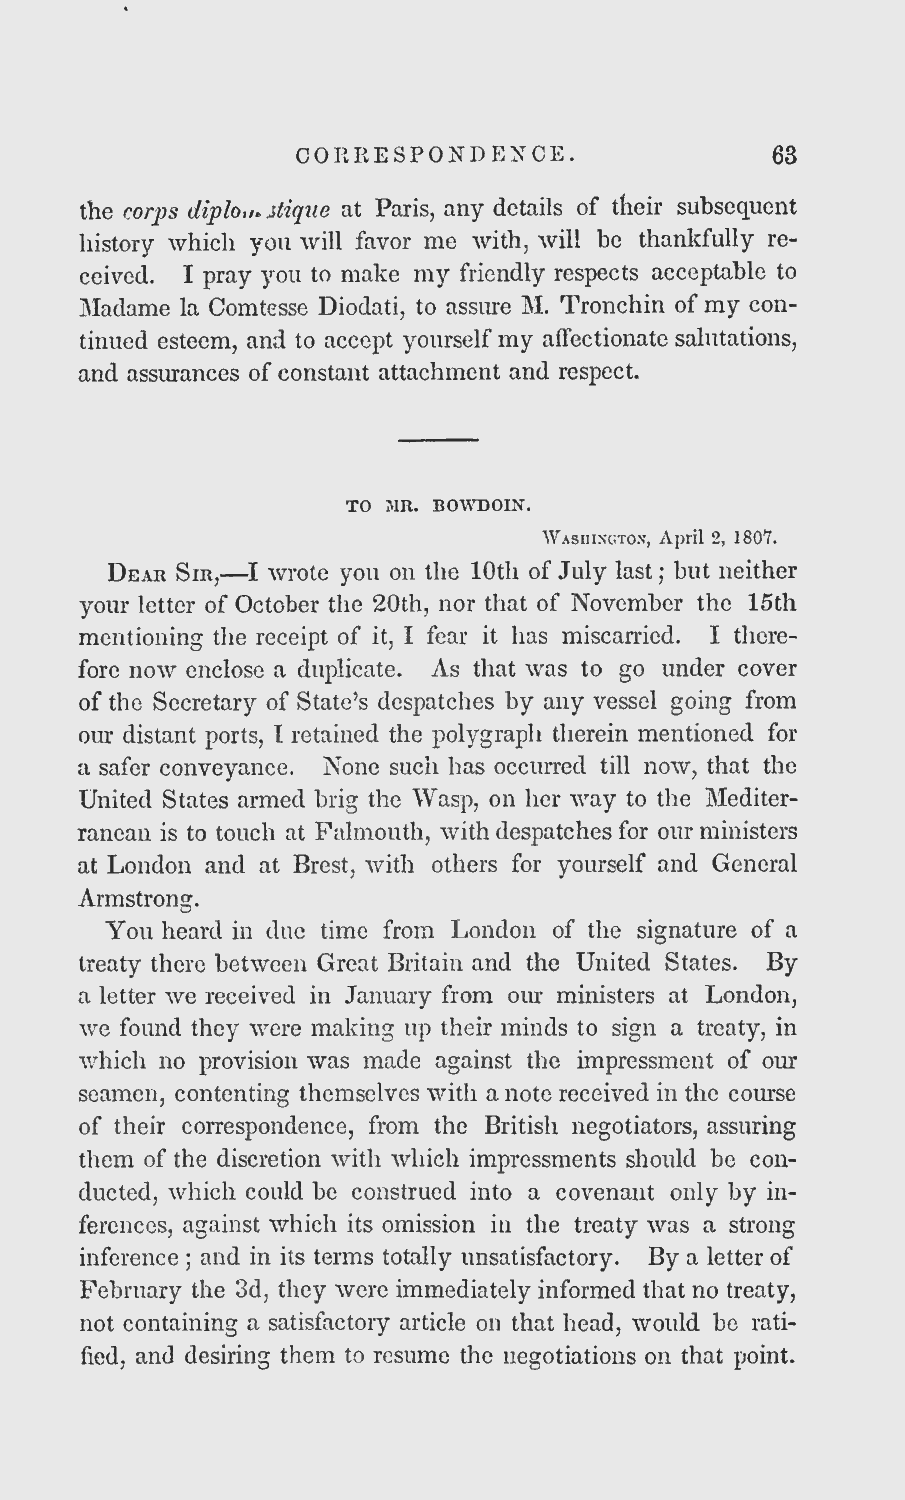 CORRESPONDENCE. 63
the corps diplomatique at Paris, any details of their subsequent
history which you will favor me with, will be thankfully re-
ceived. I pray you to make my friendly respects acceptable to
Madame la Comtesse Diodati, to assure M. Tronchin of my con-
tinued esteem, and to accept yourself my affectionate salutations,
and assurances of constant attachment and respect.
TO MR. BOWDOIN.
Washington, April 2, 1807.
Dear Sir,—I wrote you on the 10th of July last; but neither
your letter of October the 20th, nor that of November the 15th
mentioning the receipt of it, I fear it has miscarried. I there-
fore now enclose a duplicate. As that was to go under cover
of the Secretary of State's despatches by any vessel going from
our distant ports, I retained the polygraph therein mentioned for
a safer conveyance. None such has occurred till now, that the
United States armed brig the Wasp, on her way to the Mediter-
ranean is to touch at Falmouth, with despatches for our ministers
at London and at Brest, with others for yourself and General
Armstrong.
You heard in due time from London of the signature of a
treaty there between Great Britain and the United States. By
a letter we received in January from our ministers at London,
we found they were making up their minds to sign a treaty, in
which no provision was made against the impressment of our
seamen, contenting themselves with a note received in the course
of their correspondence, from the British negotiators, assuring
them of the discretion with which impressments should be con-
ducted, which could be construed into a covenant only by in-
ferences, against which its omission in the treaty was a strong
inference; and in its terms totally unsatisfactory. By a letter of
February the 3d, they were immediately informed that no treaty,
not containing a satisfactory article on that head, would be rati-
fied, and desiring them to resume the negotiations on that point.